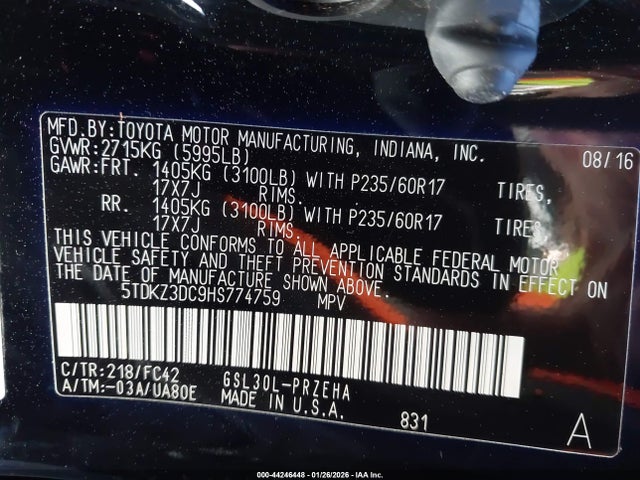 MFD.BY:TOYOTA MOTOR MANUFACTURING, INDIANA, INC. 08/16
GVWR:2715KG (5995LB)
GAWR:FRT. 1405KG (3100LB) WITH P235/60R17 TIRES,
17X7J RIMS.
RR. 1405KG (3100LB) WITH P235/60R17 TIRES,
17X7J RIMS.
THIS VEHICLE CONFORMS TO ALL APPLICABLE FEDERAL MOTOR
VEHICLE SAFETY AND THEFT PREVENTION STANDARDS IN EFFECT ON
THE DATE OF MANUFACTURE SHOWN ABOVE.
5TDKZ3DC9HS774759 MPV
C/TR:218/FC42 GSL30L-PRZEHA
A/TM:-03A/UA80E MADE IN U.S.A. 831
A
000-44246448 - 01/26/2026 - IAA Inc.